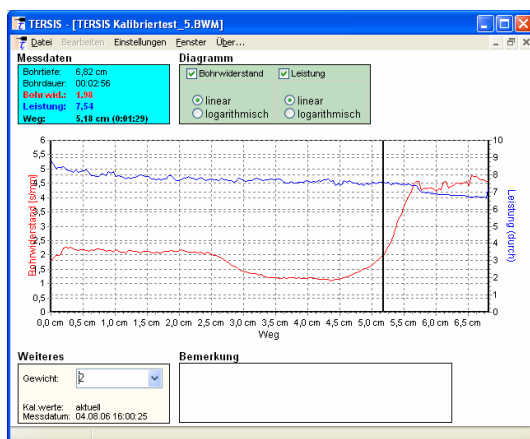 TERSIS - [TERSIS Kalibriertest_5.BWM]
Datei Bearbeiten Einstellungen Fenster Über...
Messdaten
Bohrtiefe: 6,82 cm
Bohrdauer: 00:02:56
Bohrwid.: 1,98
Leistung: 7,54
Weg: 5,18 cm (0:01:29)
Diagramm
Bohrwiderstand Leistung
linear linear
logarithmisch logarithmisch
6
5,5
5
4,5
4
3,5
3
2,5
2
1,5
1
0,5
0
Bohrwiderstand [s/mm]
10
9
8
7
6
5
4
3
2
1
0
Leistung (durch)
0,0 cm 0,5 cm 1,0 cm 1,5 cm 2,0 cm 2,5 cm 3,0 cm 3,5 cm 4,0 cm 4,5 cm 5,0 cm 5,5 cm 6,0 cm 6,5 cm
Weg
Weiteres
Gewicht: 2
Kal.werte: aktuell
Messdatum: 04.08.06 16:00:25
Bemerkung